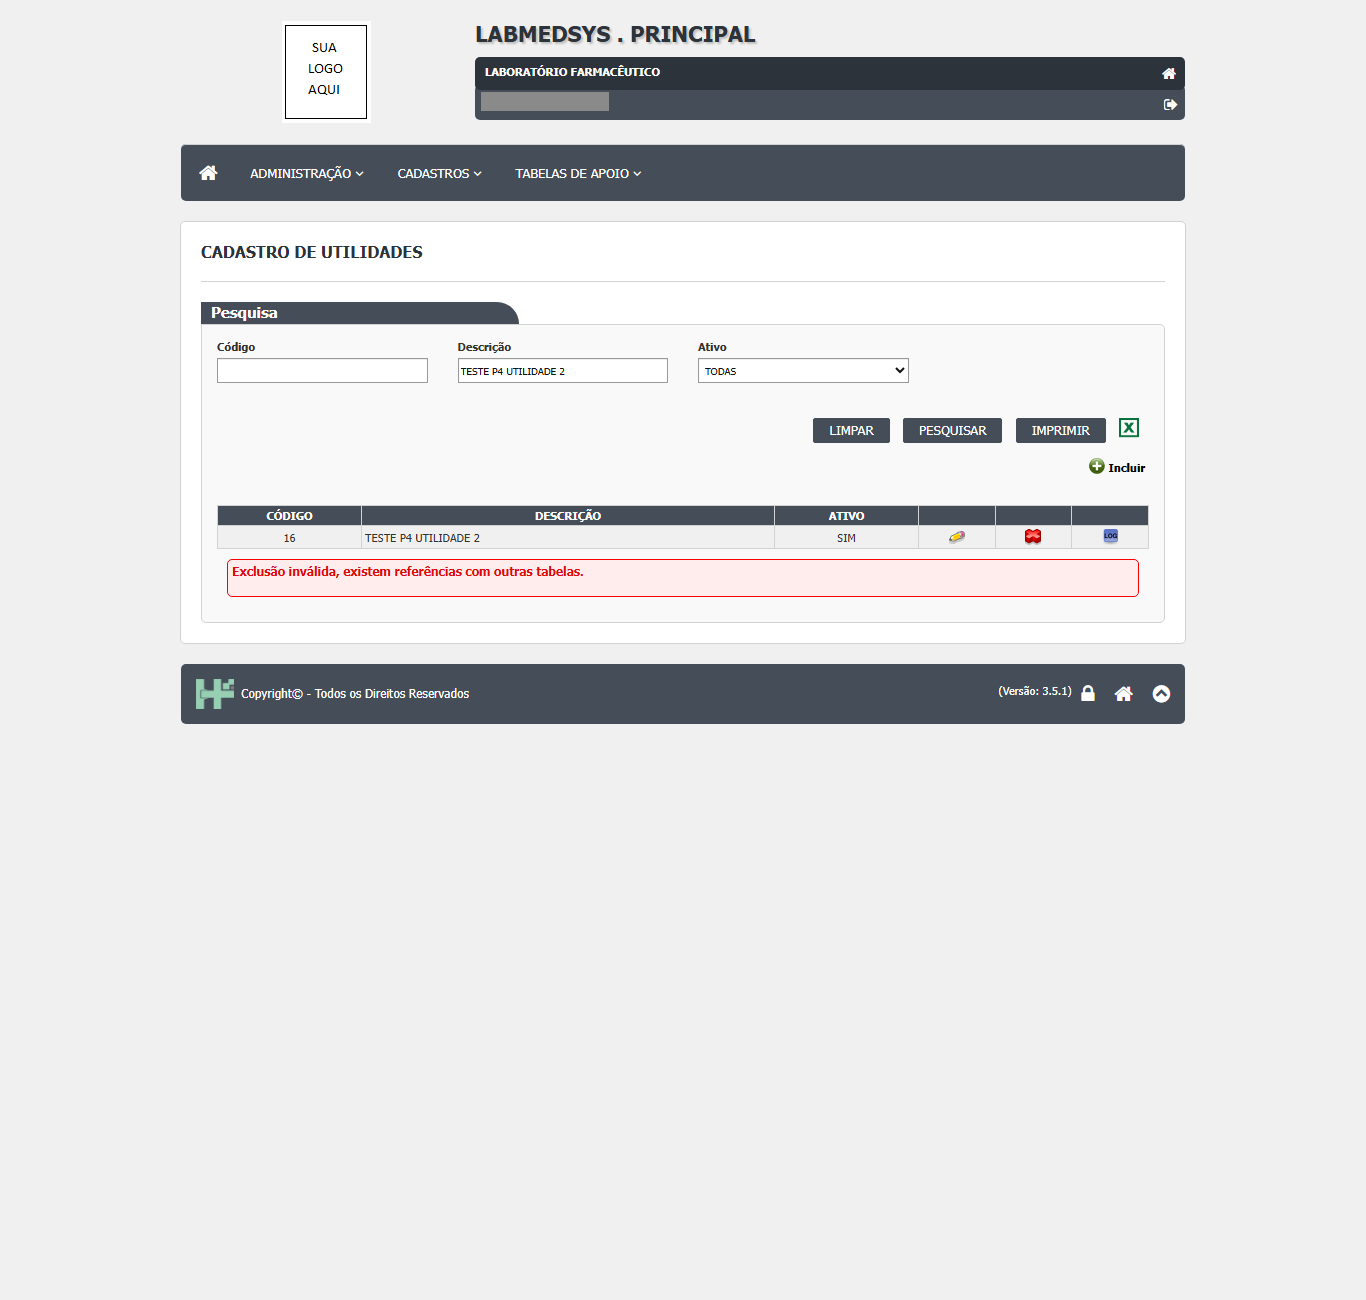 SUA
LOGO
AQUI
LABMEDSYS . PRINCIPAL
LABORATÓRIO FARMACÊUTICO
ADMINISTRAÇÃO CADASTROS TABELAS DE APOIO
CADASTRO DE UTILIDADES
Pesquisa
Código Descrição Ativo
TESTE P4 UTILIDADE 2 TODAS
LIMPAR PESQUISAR IMPRIMIR X
Incluir
CÓDIGO DESCRIÇÃO ATIVO
16 TESTE P4 UTILIDADE 2 SIM LOG
Exclusão inválida, existem referências com outras tabelas.
Copyright© - Todos os Direitos Reservados (Versão: 3.5.1)